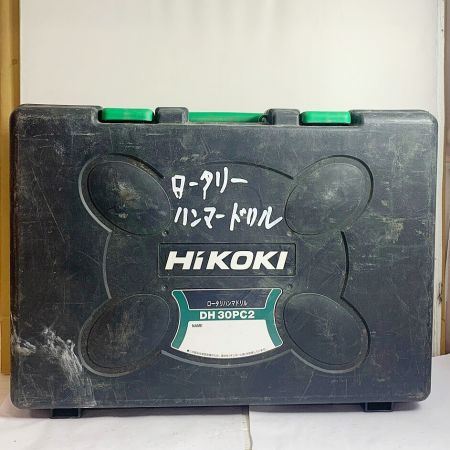 ロータリー
ハンマードリル
HiKOKI
ロータリハンマドリル
DH 30PC2
NAME